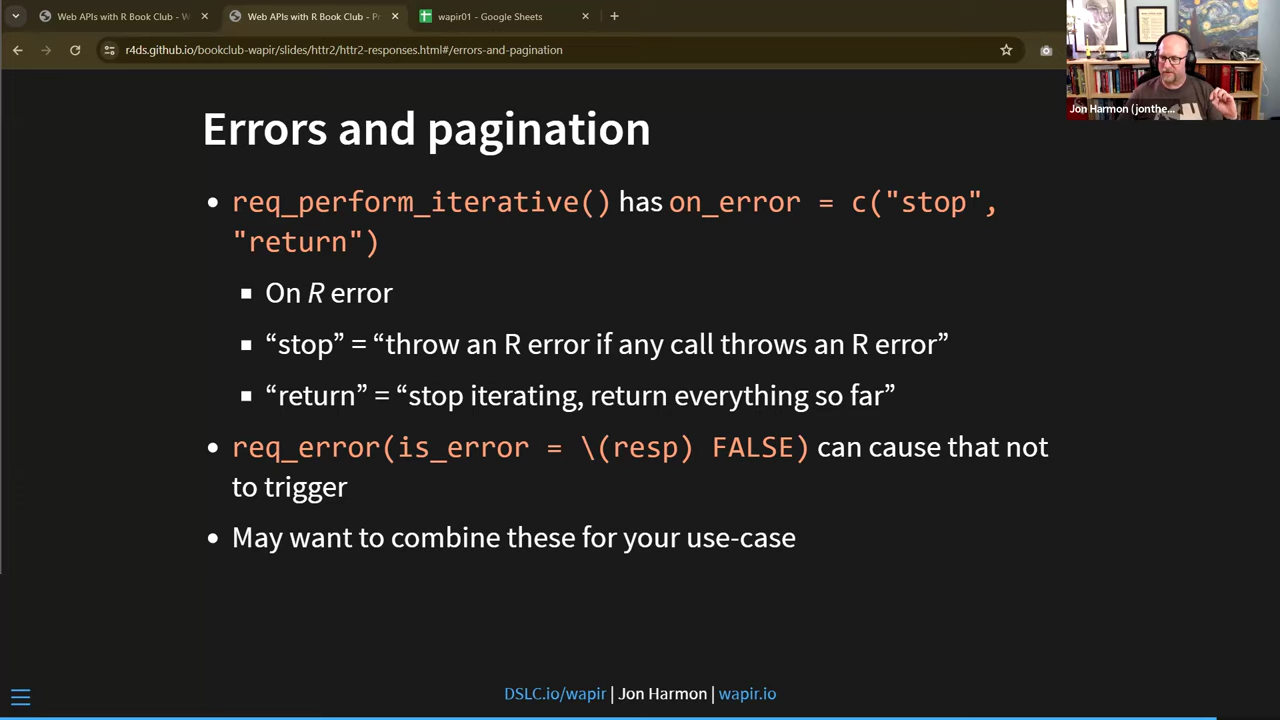 Web APIs with R Book Club - W
Web APIs with R Book Club - Pr
wapir01 - Google Sheets
r4ds.github.io/bookclub-wapir/slides/httr2/httr2-responses.html#/errors-and-pagination
Jon Harmon (jonthe...
Errors and pagination
req_perform_iterative() has on_error = c("stop",
"return")
On R error
“stop” = “throw an R error if any call throws an R error”
“return” = “stop iterating, return everything so far”
req_error(is_error = \(resp) FALSE) can cause that not
to trigger
May want to combine these for your use-case
DSLC.io/wapir | Jon Harmon | wapir.io